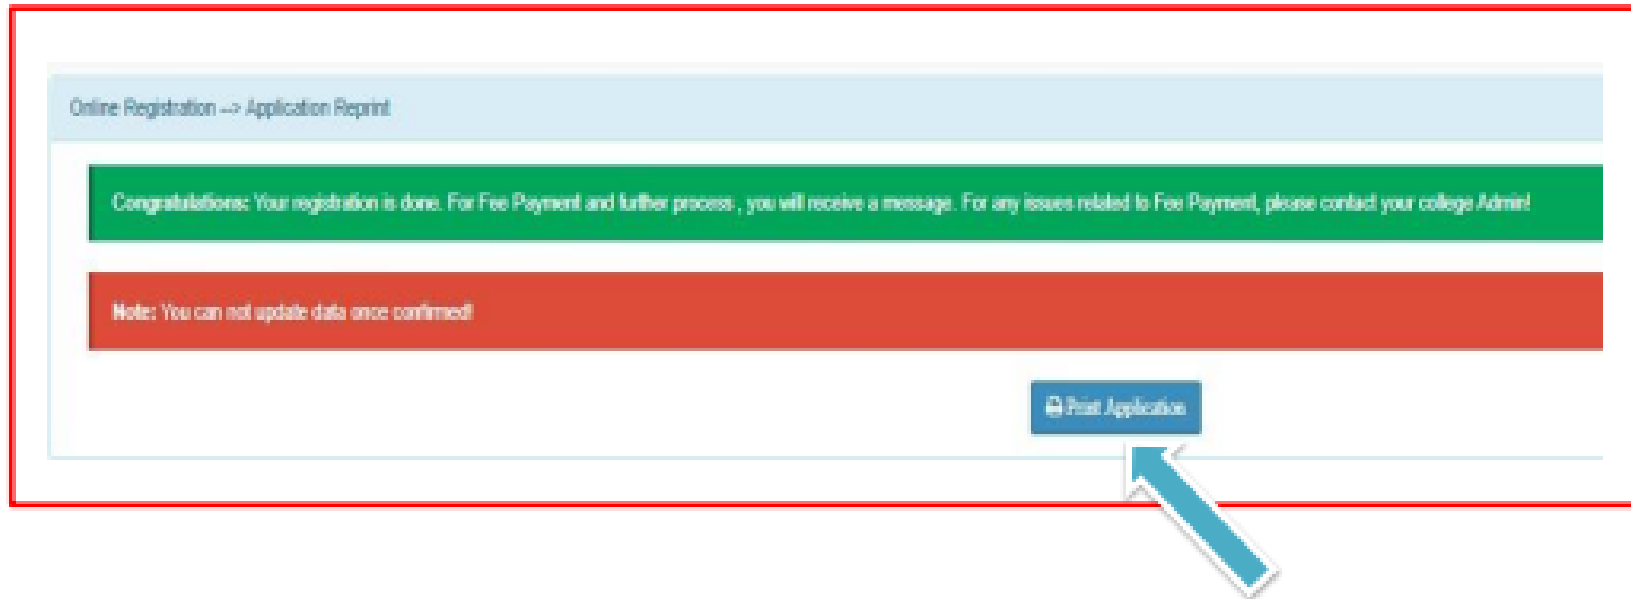 Online Registration --> Application Reprint
Congratulations: Your registration is done. For Fee Payment and further process , you will receive a message. For any issues related to Fee Payment, please contact your college Admin!
Note: You can not update data once confirmed!
Print Application